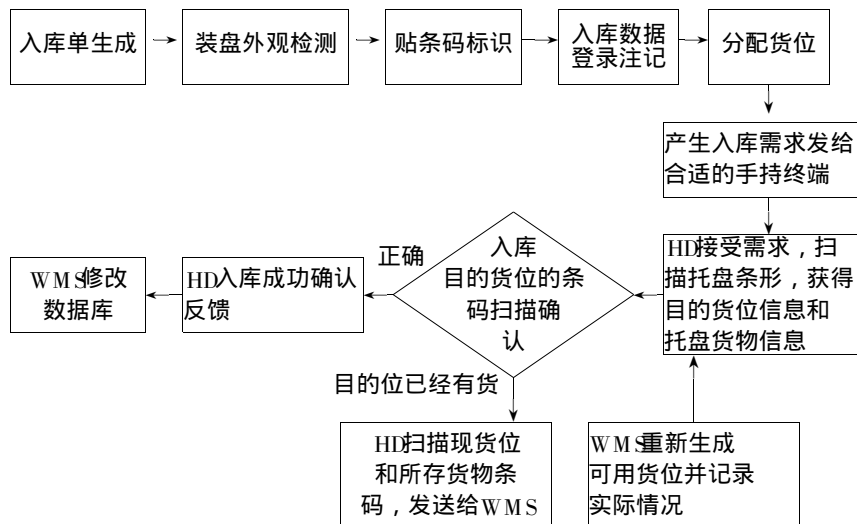 入库单生成
装盘外观检测
贴条码标识
入库数据
登录注记
分配货位
产生入库需求发给
合适的手持终端
HD接受需求，扫
描托盘条形，获得
目的货位信息和
托盘货物信息
入库
目的货位的条
码扫描确
认
正确
HD入库成功确认
反馈
WMS修改
数据库
目的位已经有货
HD扫描现货位
和所存货物条
码，发送给WMS
WMS重新生成
可用货位并记录
实际情况